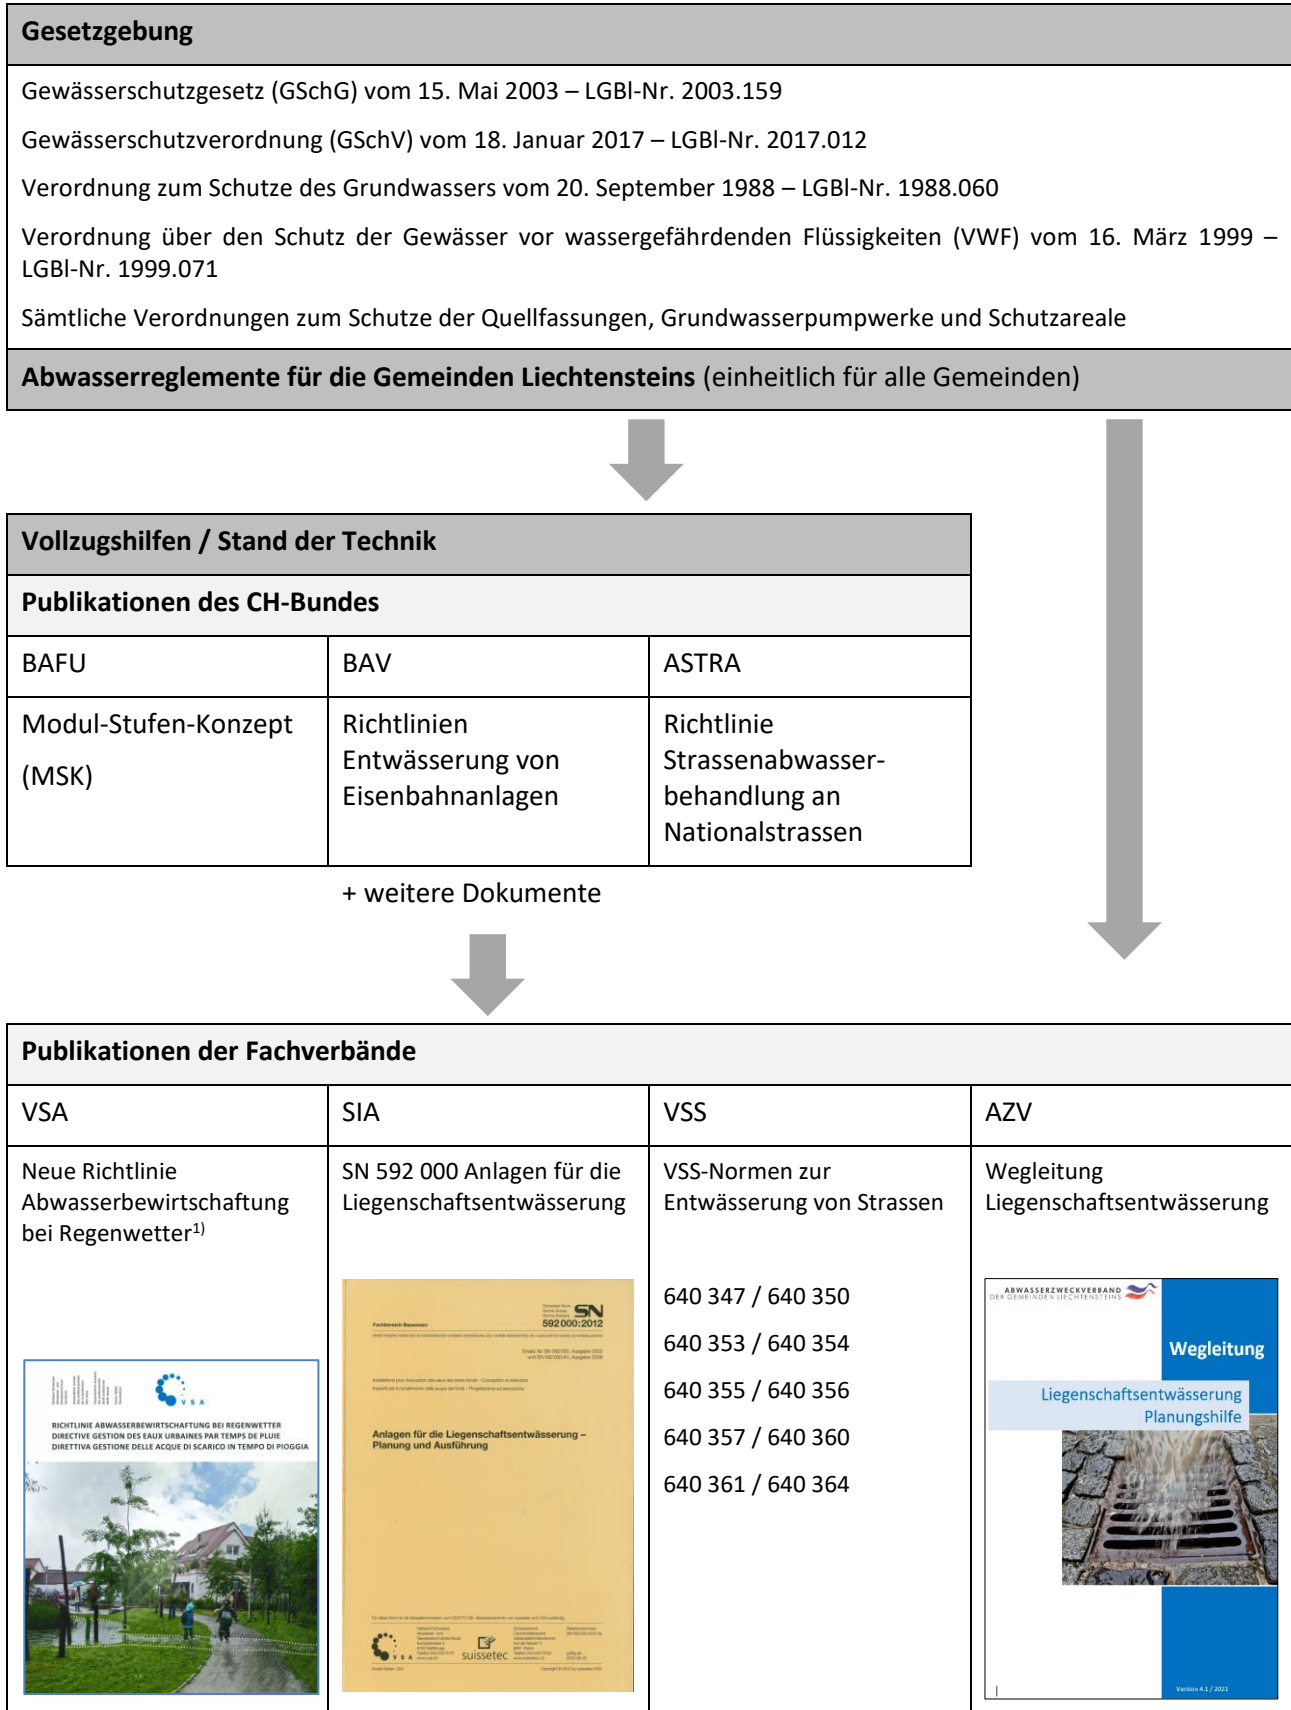 Gesetzgebung
Gewässerschutzgesetz (GSchG) vom 15. Mai 2003 – LGBl-Nr. 2003.159
Gewässerschutzverordnung (GSchV) vom 18. Januar 2017 – LGBl-Nr. 2017.012
Verordnung zum Schutze des Grundwassers vom 20. September 1988 – LGBl-Nr. 1988.060
Verordnung über den Schutz der Gewässer vor wassergefährdenden Flüssigkeiten (VWF) vom 16. März 1999 –
LGBl-Nr. 1999.071
Sämtliche Verordnungen zum Schutze der Quellfassungen, Grundwasserpumpwerke und Schutzareale
Abwasserreglemente für die Gemeinden Liechtensteins (einheitlich für alle Gemeinden)
Vollzugshilfen / Stand der Technik
Publikationen des CH-Bundes
BAFU
BAV
ASTRA
Modul-Stufen-Konzept
(MSK)
Richtlinien
Entwässerung von
Eisenbahnanlagen
Richtlinie
Strassenabwasser-
behandlung an
Nationalstrassen
+ weitere Dokumente
Publikationen der Fachverbände
VSA
SIA
VSS
AZV
Neue Richtlinie
Abwasserbewirtschaftung
bei Regenwetter1)
VSA
RICHTLINIE ABWASSERBEWIRTSCHAFTUNG BEI REGENWETTER
DIRECTIVE GESTION DES EAUX URBAINES PAR TEMPS DE PLUIE
DIRETTIVA GESTIONE DELLE ACQUE DI SCARICO IN TEMPO DI PIOGGIA
SN 592 000 Anlagen für die
Liegenschaftsentwässerung
SN
592 000:2012
Fachbereich Bauwesen
Anlagen für die Liegenschaftsentwässerung –
Planung und Ausführung
VSA
suissetec
VSS-Normen zur
Entwässerung von Strassen
640 347 / 640 350
640 353 / 640 354
640 355 / 640 356
640 357 / 640 360
640 361 / 640 364
Wegleitung
Liegenschaftsentwässerung
ABWASSERZWECKVERBAND
DER GEMEINDEN LIECHTENSTEINS
Wegleitung
Liegenschaftsentwässerung
Planungshilfe
Version 4.1 / 2021